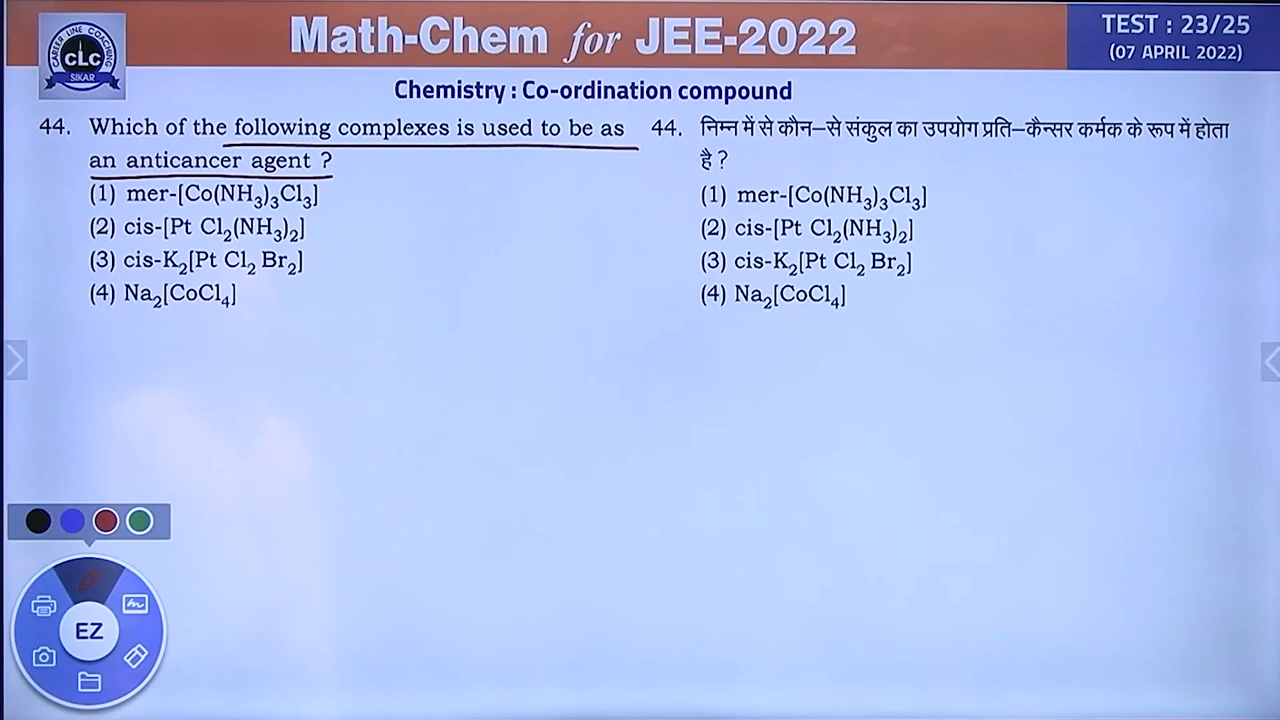 CAREER LINE COACHING
CLC
SIKAR
Math-Chem for JEE-2022
TEST : 23/25
(07 APRIL 2022)
Chemistry : Co-ordination compound
44. Which of the following complexes is used to be as
an anticancer agent ?
(1) mer-[Co(NH₃)₃Cl₃]
(2) cis-[Pt Cl₂(NH₃)₂]
(3) cis-K₂[Pt Cl₂ Br₂]
(4) Na₂[CoCl₄]
44. निम्न में से कौन–से संकुल का उपयोग प्रति–कैन्सर कर्मक के रूप में होता
है ?
(1) mer-[Co(NH₃)₃Cl₃]
(2) cis-[Pt Cl₂(NH₃)₂]
(3) cis-K₂[Pt Cl₂ Br₂]
(4) Na₂[CoCl₄]
EZ